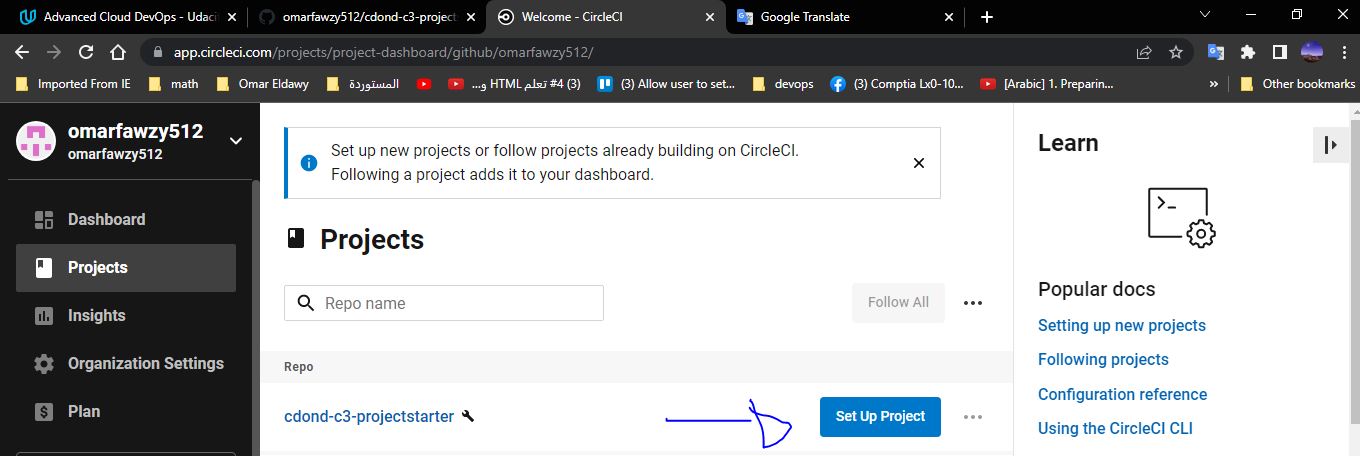 Advanced Cloud DevOps - Udaci
omarfawzy512/cdond-c3-projects
Welcome - CircleCI
Google Translate
app.circleci.com/projects/project-dashboard/github/omarfawzy512/
Imported From IE
math
Omar Eldawy
المستوردة
...تعلم HTML #4 (3) و
(3) Allow user to set...
devops
(3) Comptia Lx0-10...
[Arabic] 1. Preparin...
»
Other bookmarks
omarfawzy512
omarfawzy512
Dashboard
Projects
Insights
Organization Settings
Plan
Set up new projects or follow projects already building on CircleCI.
Following a project adds it to your dashboard.
Projects
Repo name
Follow All
Repo
cdond-c3-projectstarter
Set Up Project
Learn
Popular docs
Setting up new projects
Following projects
Configuration reference
Using the CircleCI CLI